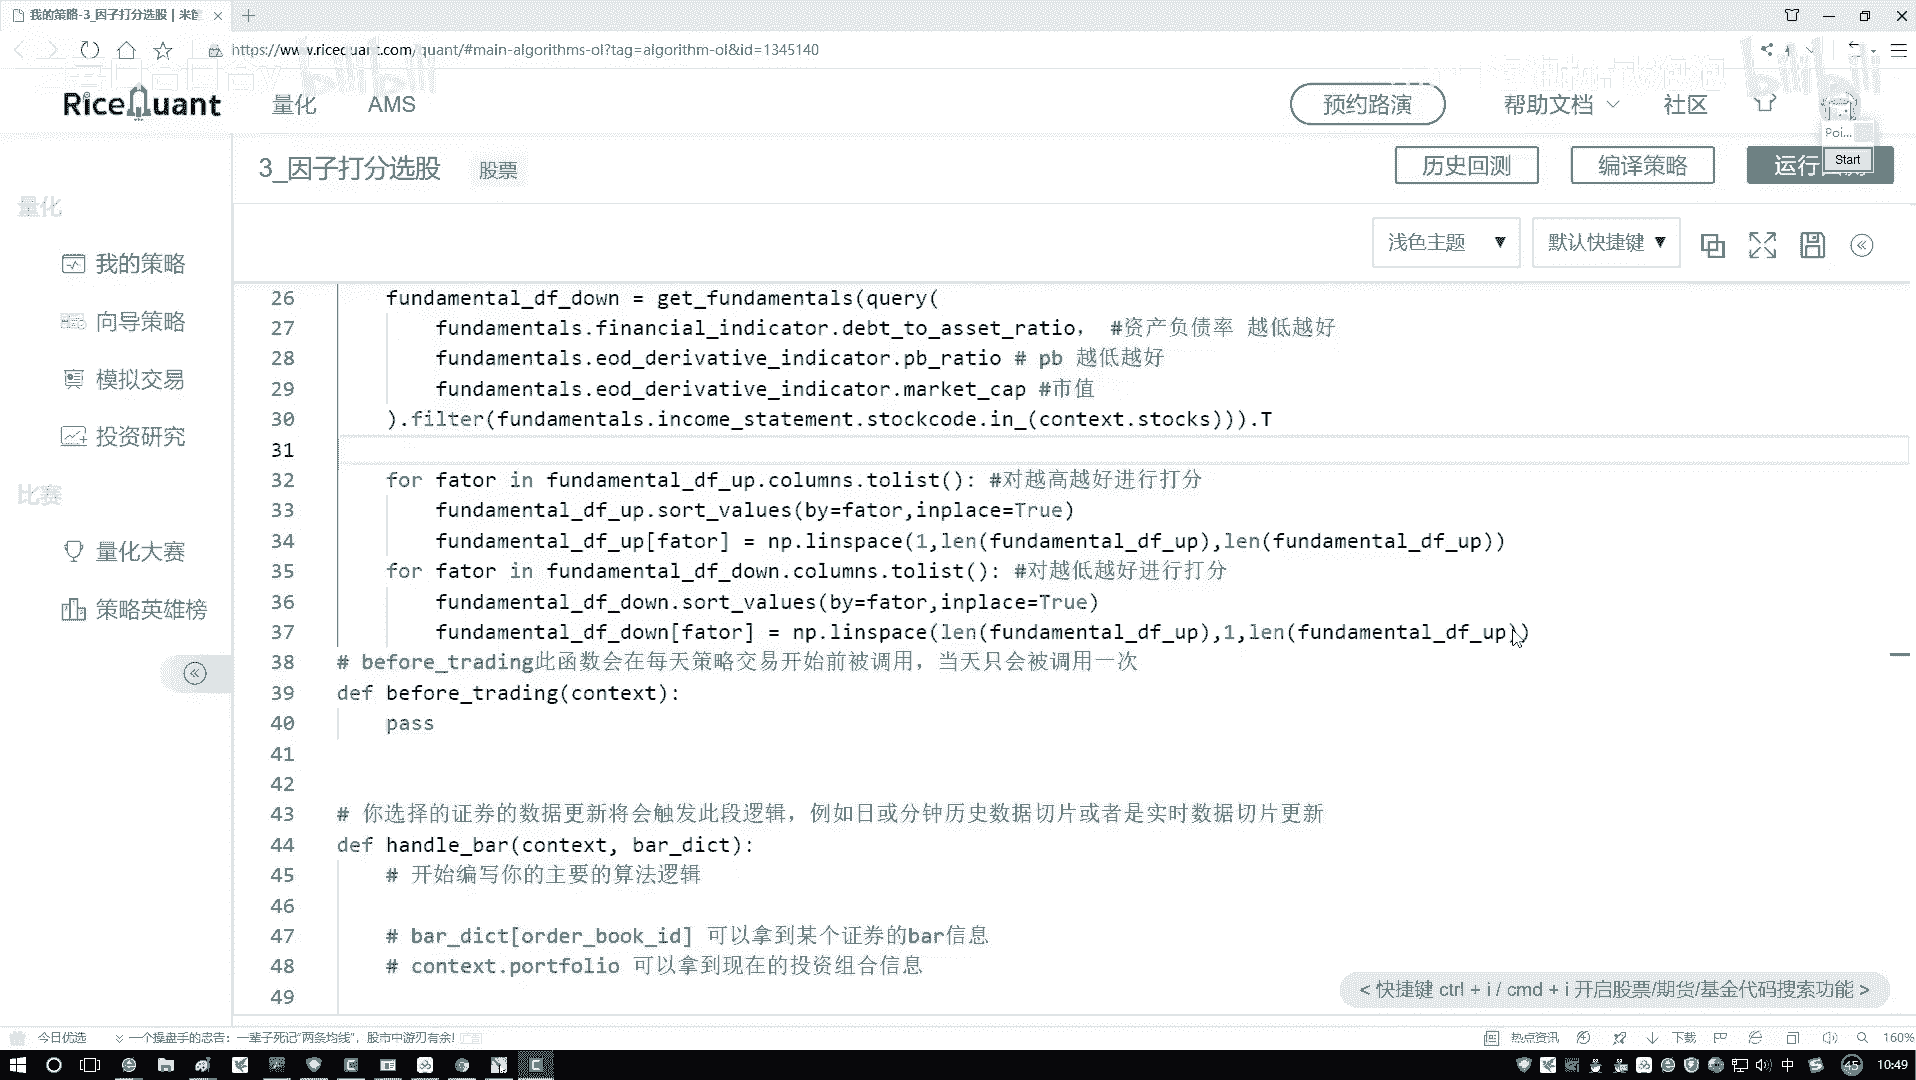 我的策略-3_因子打分选股 | 米筐
https://www.ricequant.com/quant/#main-algorithms-ol?tag=algorithm-ol&id=1345140
bilibili
bilibili
RiceQuant
量化
AMS
预约路演
帮助文档
社区
Poi...
Start
3_因子打分选股
股票
历史回测
编译策略
运行回测
量化
我的策略
向导策略
模拟交易
投资研究
比赛
量化大赛
策略英雄榜
浅色主题 ▼
默认快捷键 ▼
26 fundamental_df_down = get_fundamentals(query(
27 fundamentals.financial_indicator.debt_to_asset_ratio， #资产负债率 越低越好
28 fundamentals.eod_derivative_indicator.pb_ratio # pb 越低越好
29 fundamentals.eod_derivative_indicator.market_cap #市值
30 ).filter(fundamentals.income_statement.stockcode.in_(context.stocks))).T
31
32 for fator in fundamental_df_up.columns.tolist(): #对越高越好进行打分
33 fundamental_df_up.sort_values(by=fator,inplace=True)
34 fundamental_df_up[fator] = np.linspace(1,len(fundamental_df_up),len(fundamental_df_up))
35 for fator in fundamental_df_down.columns.tolist(): #对越低越好进行打分
36 fundamental_df_down.sort_values(by=fator,inplace=True)
37 fundamental_df_down[fator] = np.linspace(len(fundamental_df_up),1,len(fundamental_df_up))
38 # before_trading此函数会在每天策略交易开始前被调用，当天只会被调用一次
39 def before_trading(context):
40 pass
41
42
43 # 你选择的证券的数据更新将会触发此段逻辑，例如日或分钟历史数据切片或者是实时数据切片更新
44 def handle_bar(context, bar_dict):
45 # 开始编写你的主要的算法逻辑
46
47 # bar_dict[order_book_id] 可以拿到某个证券的bar信息
48 # context.portfolio 可以拿到现在的投资组合信息
49
< 快捷键 ctrl + i / cmd + i 开启股票/期货/基金代码搜索功能 >
今日优选
一个操盘手的忠告：一辈子死记"两条均线"，股市中游刃有余!
热点资讯
下载
160%
中
45
10:49